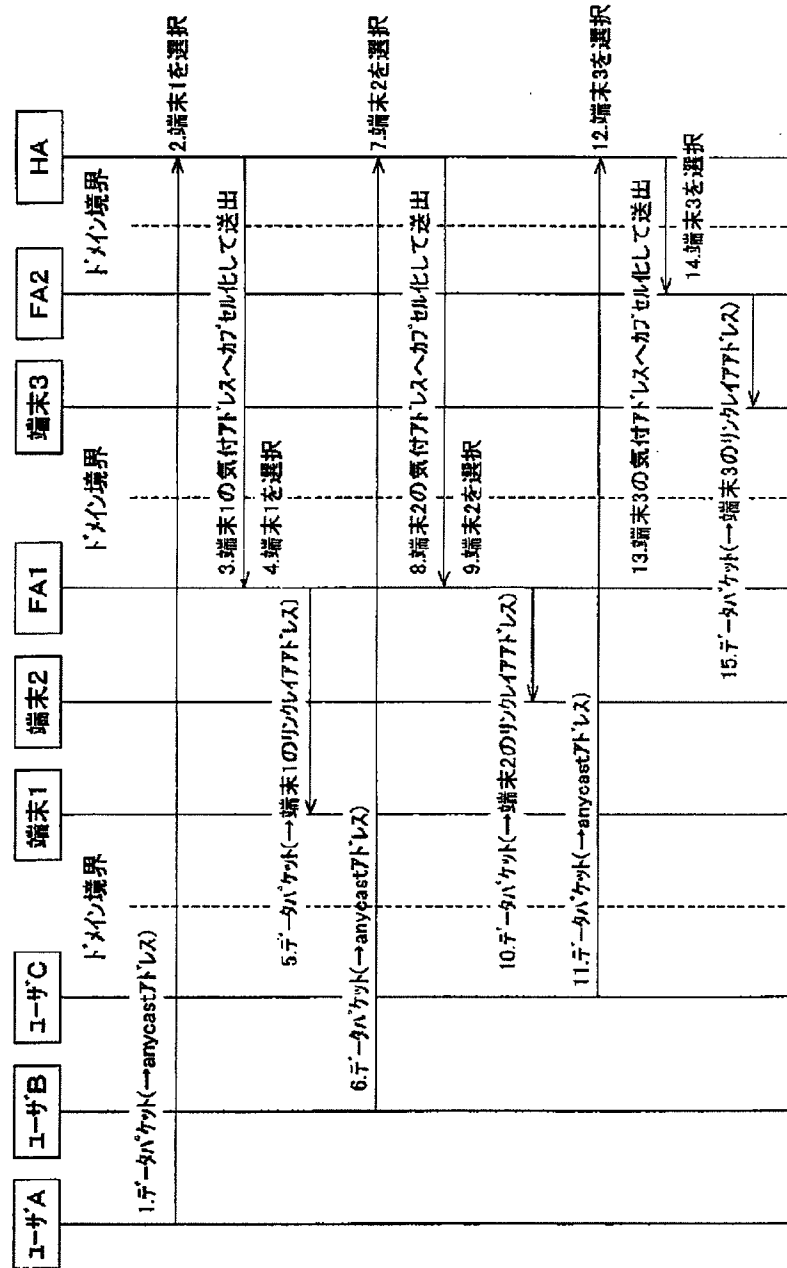 ユーザA
ユーザB
ユーザC
端末1
端末2
FA1
端末3
FA2
HA
ドメイン境界
ドメイン境界
ドメイン境界
1.データパケット(→anycastアドレス)
2.端末1を選択
3.端末1の気付アドレスへカプセル化して送出
4.端末1を選択
5.データパケット(→端末1のリンクレイアアドレス)
6.データパケット(→anycastアドレス)
7.端末2を選択
8.端末2の気付アドレスへカプセル化して送出
9.端末2を選択
10.データパケット(→端末2のリンクレイアアドレス)
11.データパケット(→anycastアドレス)
12.端末3を選択
13.端末3の気付アドレスへカプセル化して送出
14.端末3を選択
15.データパケット(→端末3のリンクレイアアドレス)